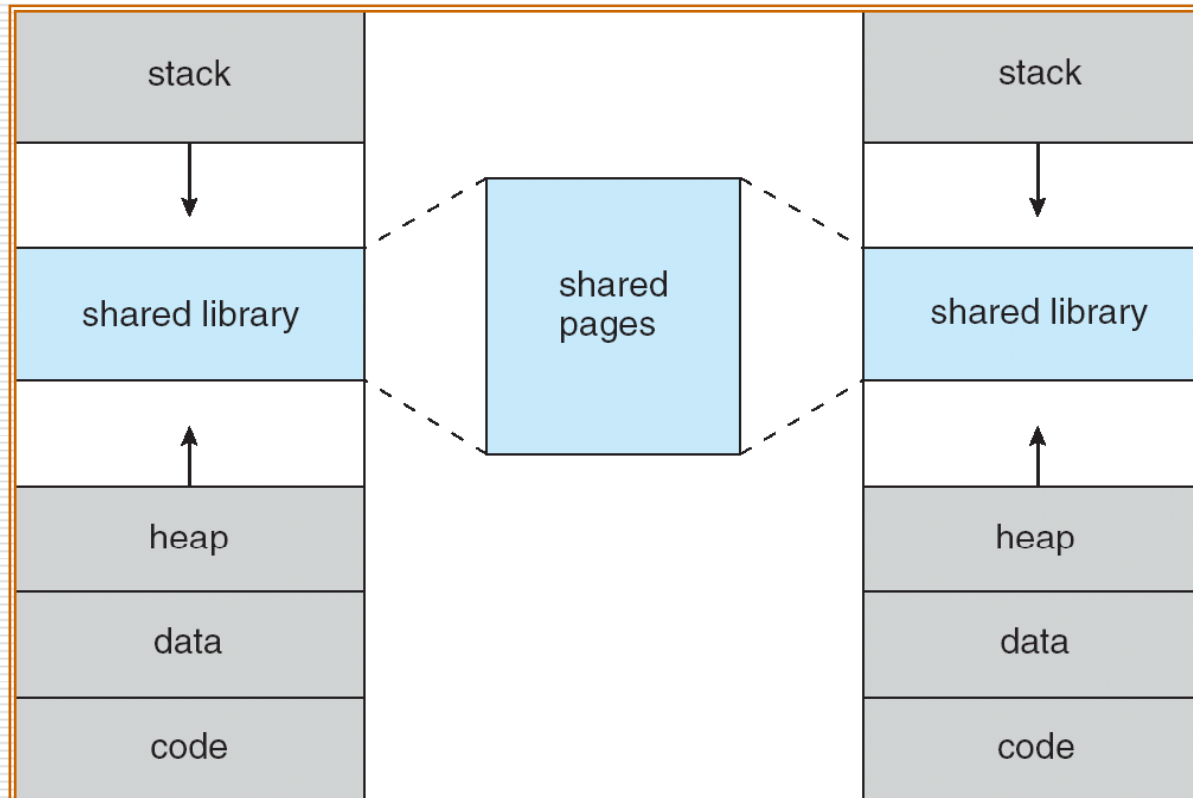 stack
shared library
heap
data
code
shared
pages
stack
shared library
heap
data
code